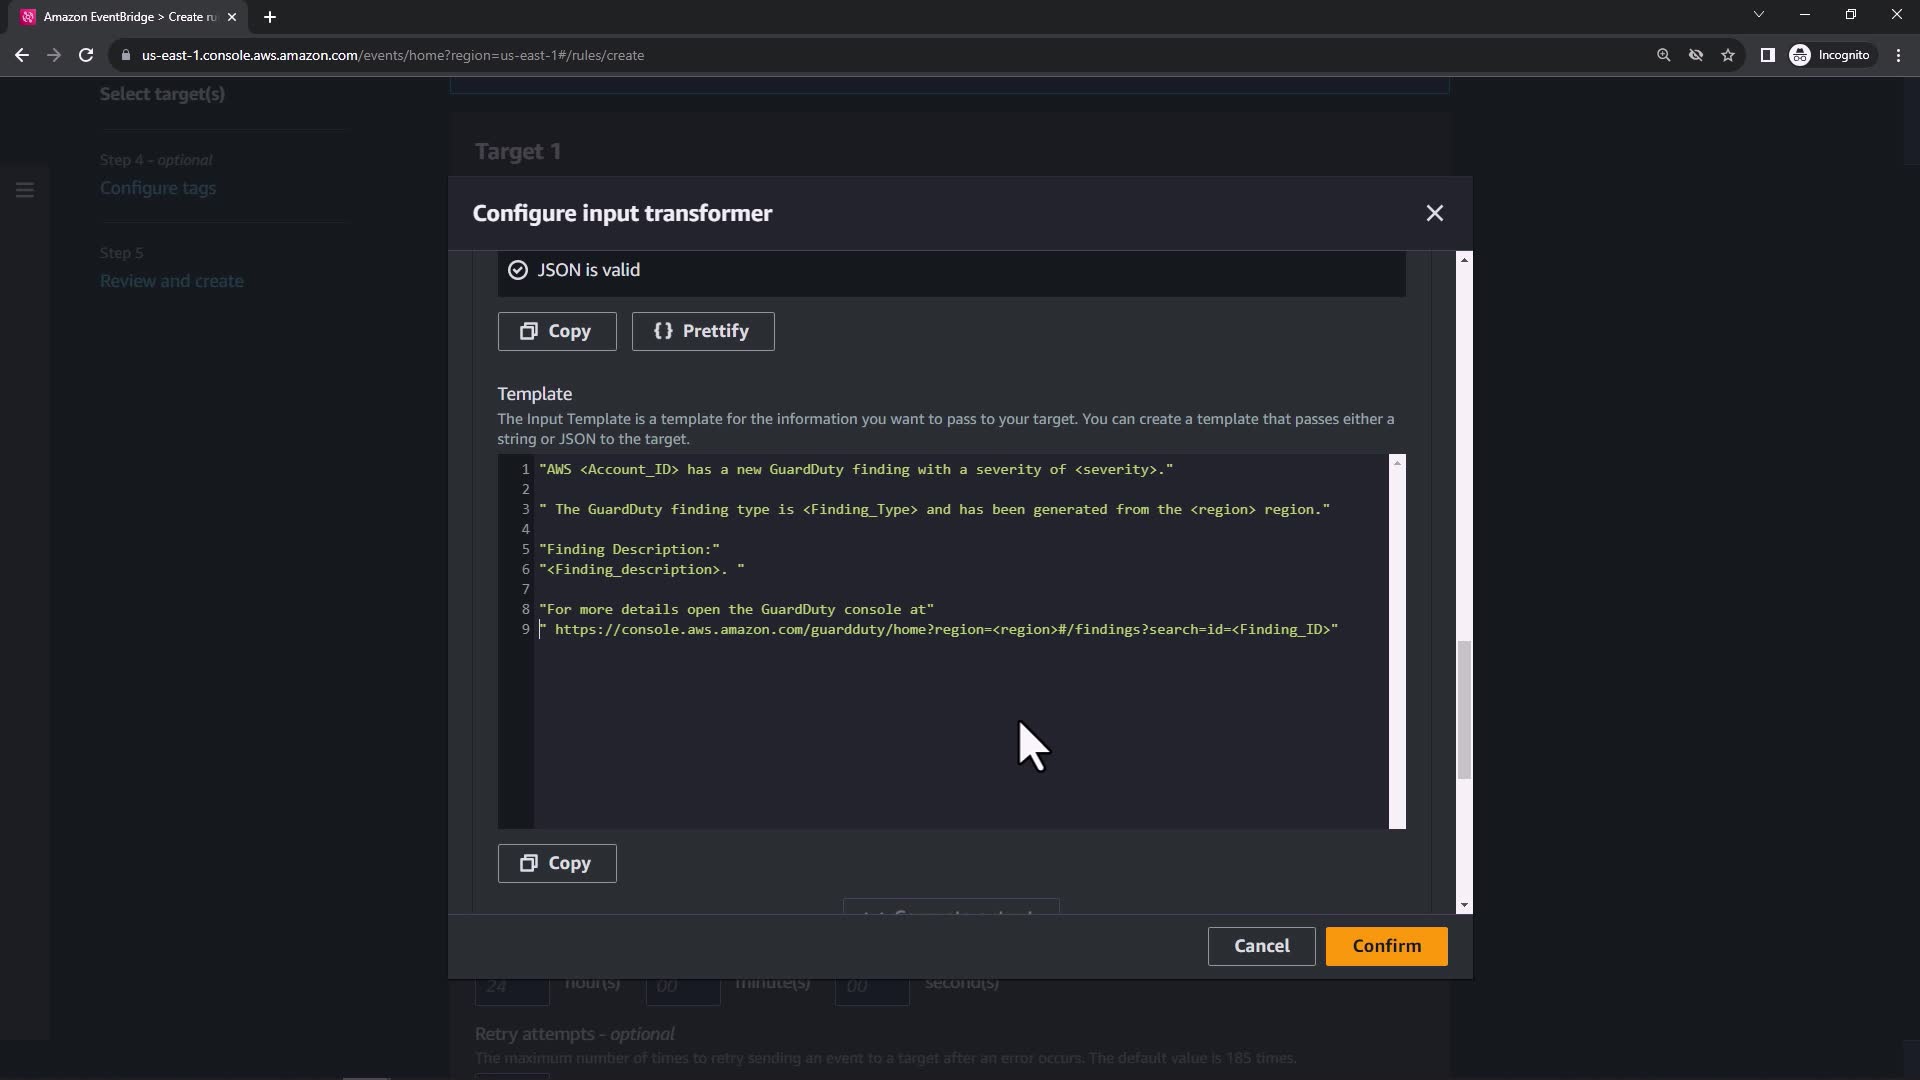 Amazon EventBridge > Create ru
us-east-1.console.aws.amazon.com/events/home?region=us-east-1#/rules/create
Incognito
Select target(s)
Step 4 - optional
Configure tags
Step 5
Review and create
Target 1
Configure input transformer
JSON is valid
Copy
{} Prettify
Template
The Input Template is a template for the information you want to pass to your target. You can create a template that passes either a
string or JSON to the target.
1 "AWS <Account_ID> has a new GuardDuty finding with a severity of <severity>."
2
3 " The GuardDuty finding type is <Finding_Type> and has been generated from the <region> region."
4
5 "Finding Description:"
6 "<Finding_description>. "
7
8 "For more details open the GuardDuty console at"
9 " https://console.aws.amazon.com/guardduty/home?region=<region>#/findings?search=id=<Finding_ID>"
Copy
Cancel
Confirm
24 hour(s) 00 minute(s) 00 second(s)
Retry attempts - optional
The maximum number of times to retry sending an event to a target after an error occurs. The default value is 185 times.